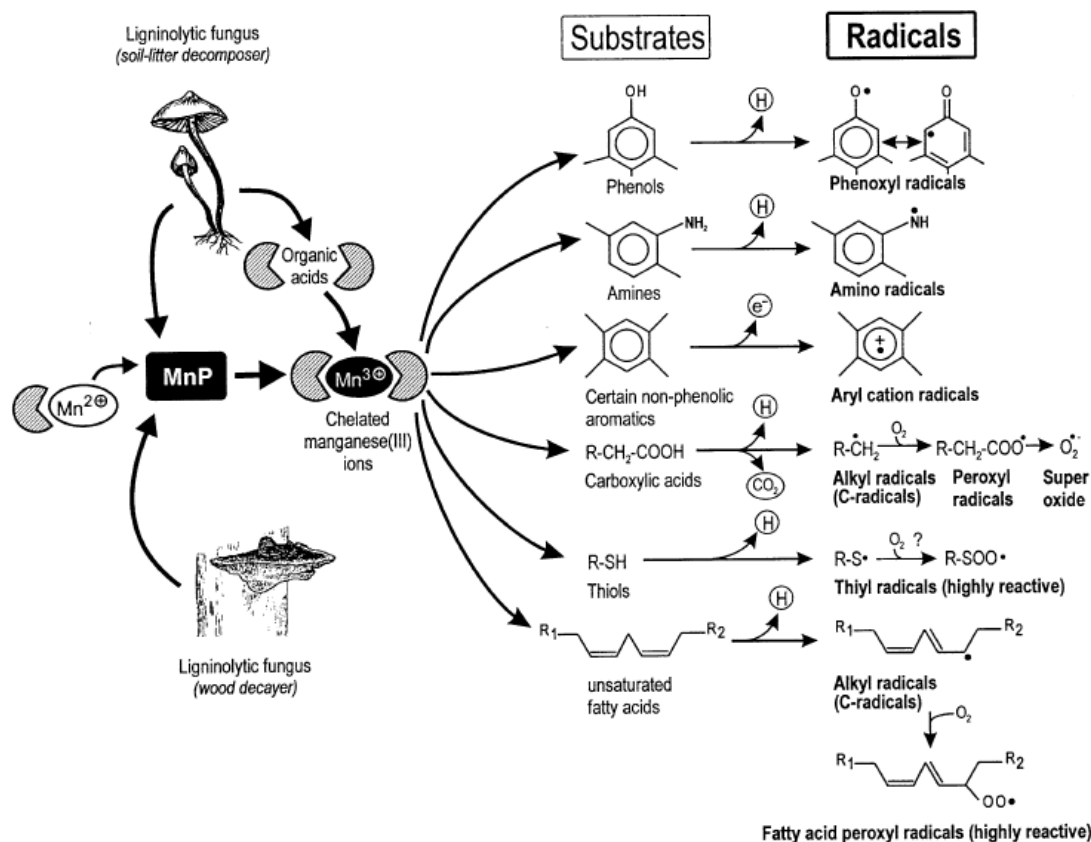 Ligninolytic fungus
(soil-litter decomposer)
Organic
acids
Mn2⊕
MnP
Mn3⊕
Chelated
manganese(III)
ions
Ligninolytic fungus
(wood decayer)
Substrates
Radicals
OH
H
O•
O
Phenols
Phenoxyl radicals
NH2
H
NH
Amines
Amino radicals
e-
+
Certain non-phenolic
aromatics
Aryl cation radicals
R-CH2-COOH
H
CO2
Carboxylic acids
R-CH2
O2
R-CH2-COO•
O2•-
Alkyl radicals
(C-radicals)
Peroxyl
radicals
Super
oxide
R-SH
H
R-S•
O2 ?
R-SOO•
Thiols
Thiyl radicals (highly reactive)
R1
R2
H
R1
R2
unsaturated
fatty acids
Alkyl radicals
(C-radicals)
O2
R1
R2
OO•
Fatty acid peroxyl radicals (highly reactive)